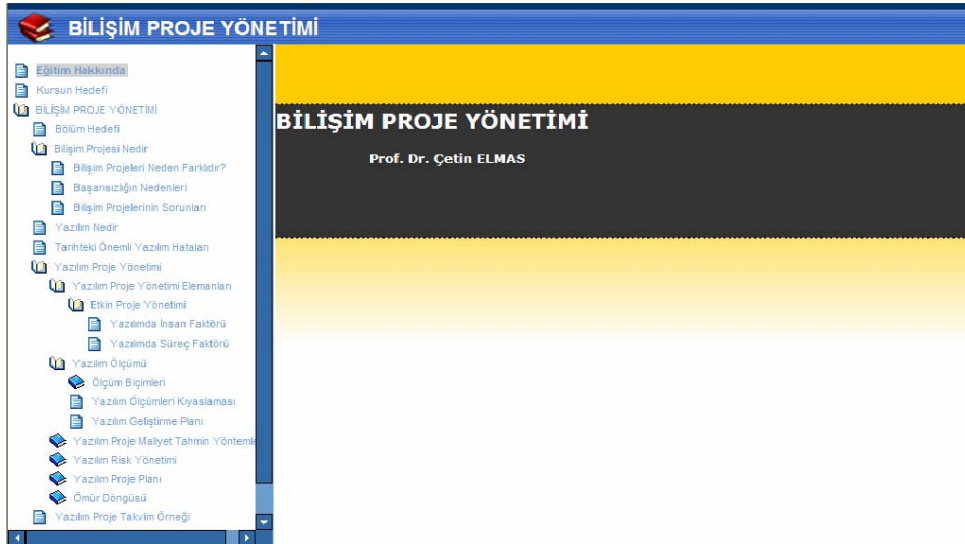 BİLİŞİM PROJE YÖNETİMİ
Eğitim Hakkında
Kursun Hedefi
BİLİŞİM PROJE YÖNETİMİ
Bölüm Hedefi
Bilişim Projesi Nedir
Bilişim Projeleri Neden Farklıdır?
Başarısızlığın Nedenleri
Bilişim Projelerinin Sorunları
Yazılım Nedir
Tarihteki Önemli Yazılım Hataları
Yazılım Proje Yönetimi
Yazılım Proje Yönetimi Elemanları
Etkin Proje Yönetimi
Yazılımda İnsan Faktörü
Yazılımda Süreç Faktörü
Yazılım Ölçümü
Ölçüm Biçimleri
Yazılım Ölçümleri Kıyaslaması
Yazılım Geliştirme Planı
Yazılım Proje Maliyet Tahmin Yöntemle
Yazılım Risk Yönetimi
Yazılım Proje Planı
Ömür Döngüsü
Yazılım Proje Takvim Örneği
BİLİŞİM PROJE YÖNETİMİ
Prof. Dr. Çetin ELMAS